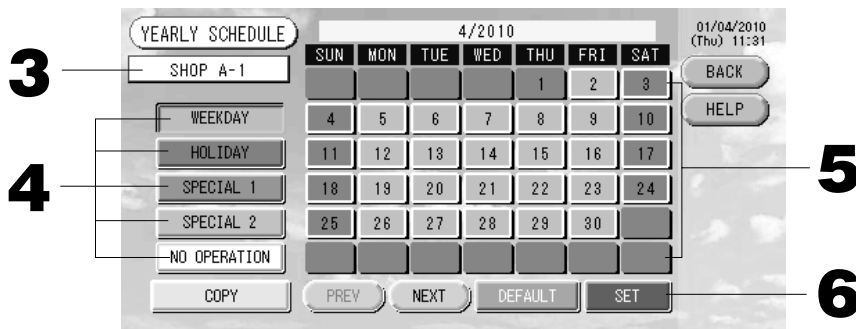 YEARLY SCHEDULE
4/2010
01/04/2010
(Thu) 11:31
3
SHOP A-1
SUN MON TUE WED THU FRI SAT
BACK
HELP
1 2 3
WEEKDAY
4 5 6 7 8 9 10
4
HOLIDAY
11 12 13 14 15 16 17
5
SPECIAL 1
18 19 20 21 22 23 24
SPECIAL 2
25 26 27 28 29 30
NO OPERATION
COPY
PREV NEXT DEFAULT SET
6